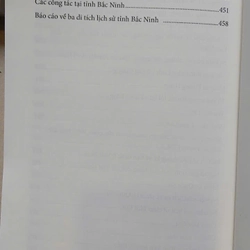 Các công tác tại tỉnh Bắc Ninh 451
Báo cáo về ba di tích lịch sử tỉnh Bắc Ninh 458